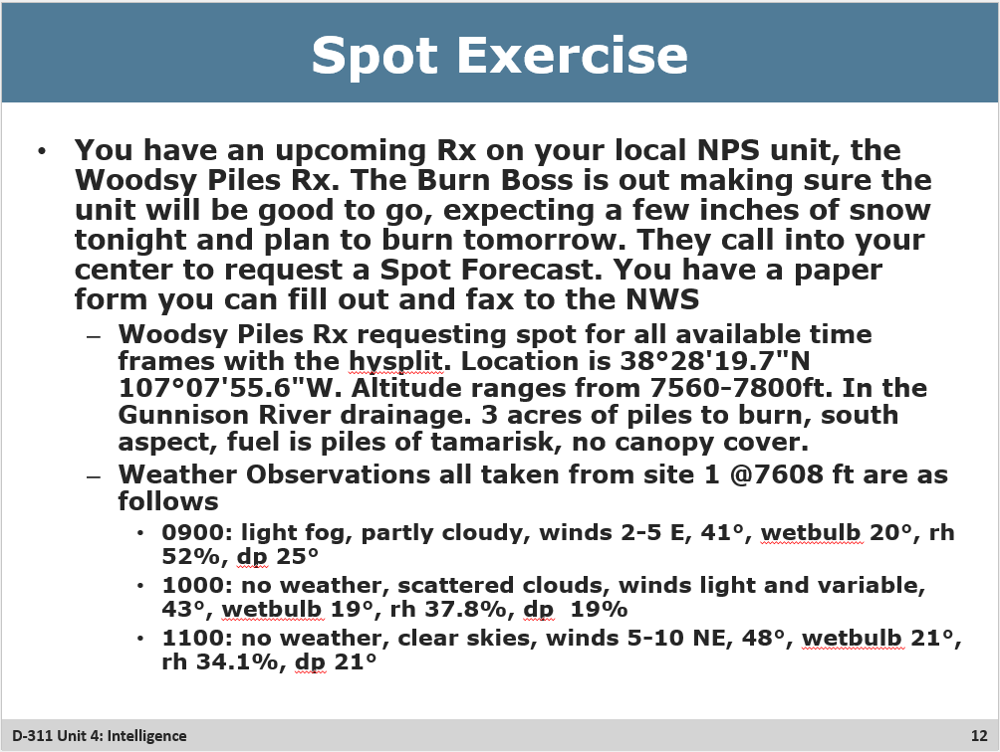 Spot Exercise
• You have an upcoming Rx on your local NPS unit, the
Woodsy Piles Rx. The Burn Boss is out making sure the
unit will be good to go, expecting a few inches of snow
tonight and plan to burn tomorrow. They call into your
center to request a Spot Forecast. You have a paper
form you can fill out and fax to the NWS
– Woodsy Piles Rx requesting spot for all available time
frames with the hysplit. Location is 38°28'19.7"N
107°07'55.6"W. Altitude ranges from 7560-7800ft. In the
Gunnison River drainage. 3 acres of piles to burn, south
aspect, fuel is piles of tamarisk, no canopy cover.
– Weather Observations all taken from site 1 @7608 ft are as
follows
• 0900: light fog, partly cloudy, winds 2-5 E, 41°, wetbulb 20°, rh
52%, dp 25°
• 1000: no weather, scattered clouds, winds light and variable,
43°, wetbulb 19°, rh 37.8%, dp 19%
• 1100: no weather, clear skies, winds 5-10 NE, 48°, wetbulb 21°,
rh 34.1%, dp 21°
D-311 Unit 4: Intelligence
12